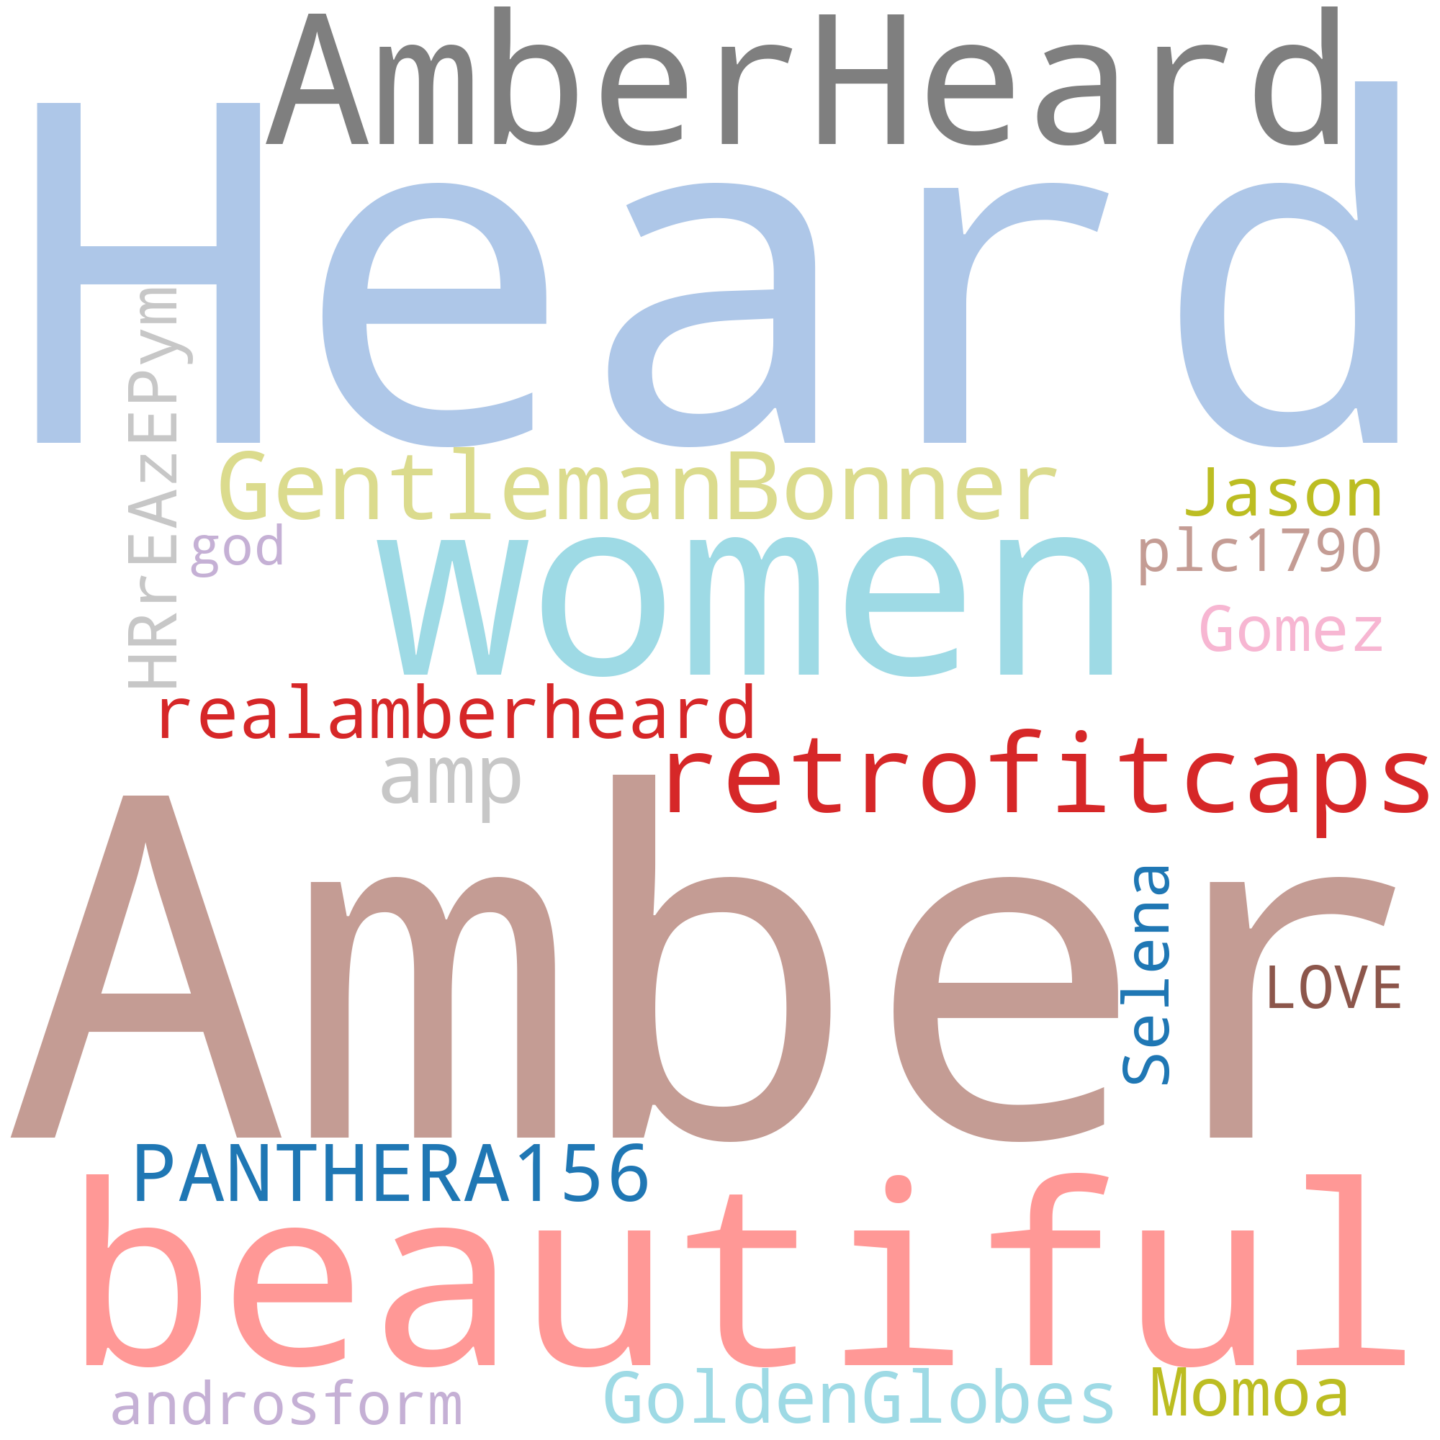 AmberHeard
Heard
HRrEAzEPym
GentlemanBonner
Jason
god
women
plc1790
Gomez
realamberheard
amp
retrofitcaps
Amber
Selena
LOVE
PANTHERA156
beautiful
androsform
GoldenGlobes
Momoa